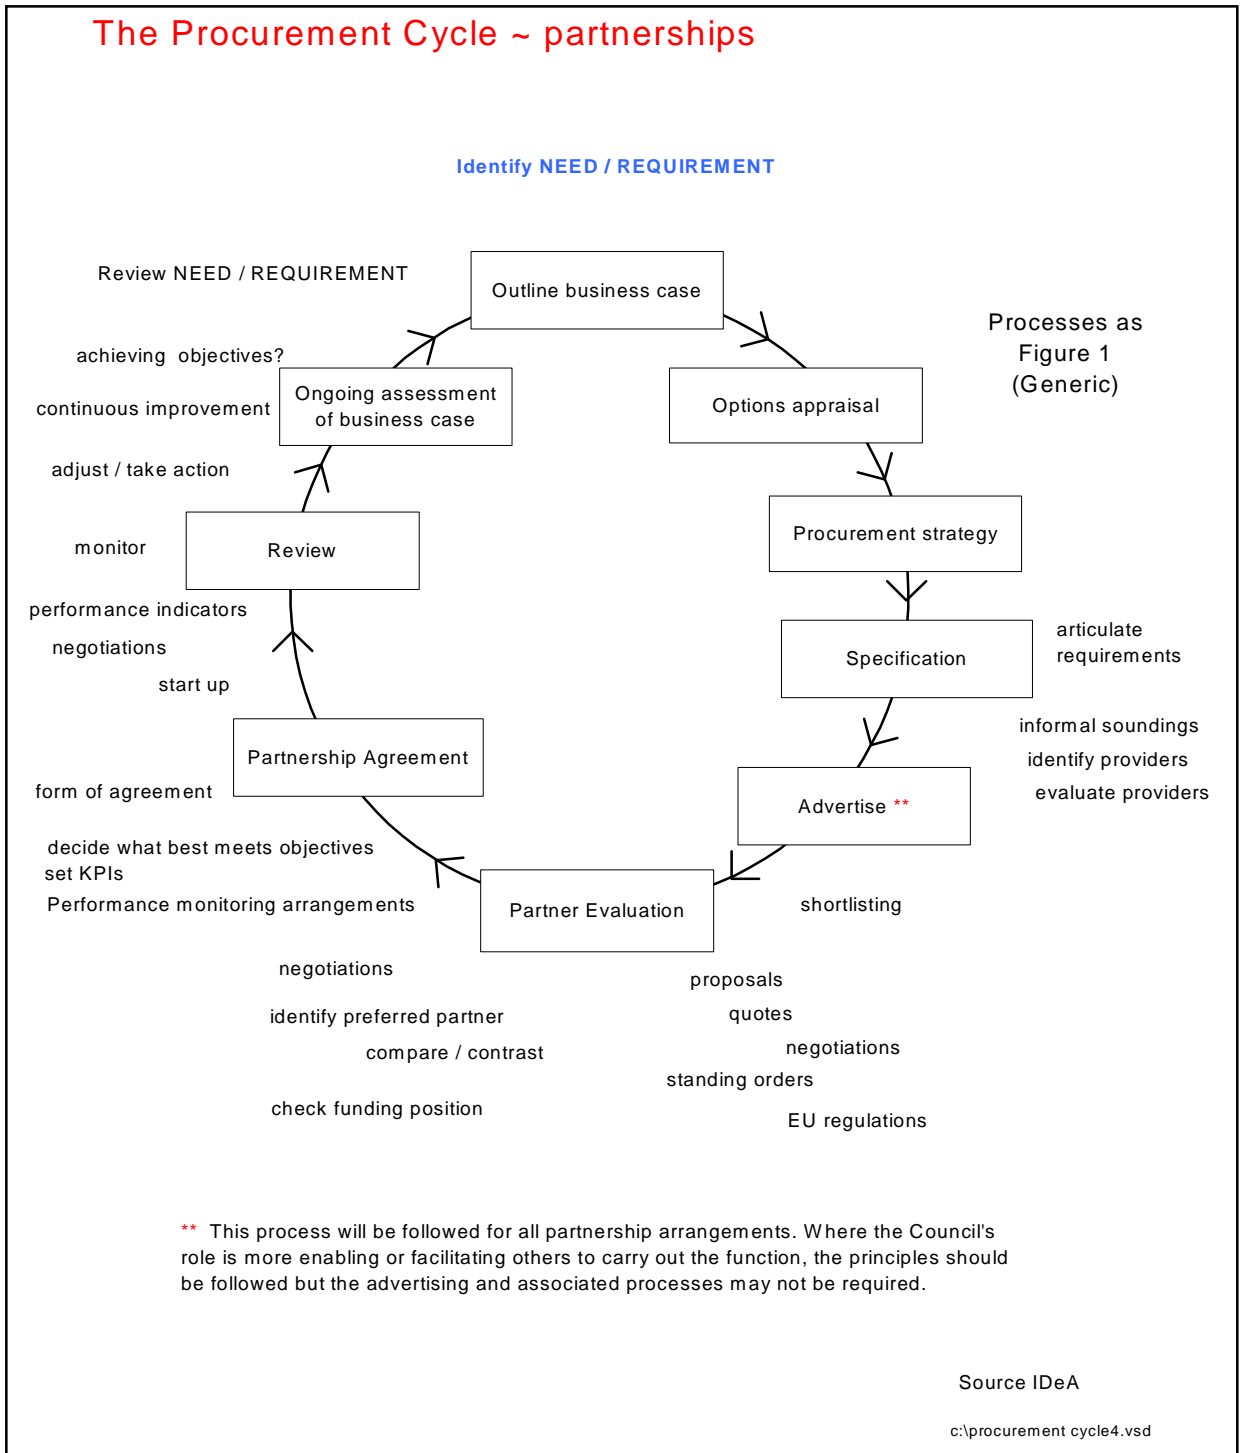 The Procurement Cycle ~ partnerships
Identify NEED / REQUIREMENT
Review NEED / REQUIREMENT
Outline business case
Processes as
Figure 1
(Generic)
achieving objectives?
Ongoing assessment
of business case
continuous improvement
Options appraisal
adjust / take action
Procurement strategy
monitor
Review
performance indicators
negotiations
start up
Specification
articulate
requirements
informal soundings
identify providers
evaluate providers
Partnership Agreement
form of agreement
Advertise **
decide what best meets objectives
set KPIs
Performance monitoring arrangements
Partner Evaluation
shortlisting
negotiations
proposals
identify preferred partner
quotes
compare / contrast
negotiations
standing orders
check funding position
EU regulations
** This process will be followed for all partnership arrangements. Where the Council's
role is more enabling or facilitating others to carry out the function, the principles should
be followed but the advertising and associated processes may not be required.
Source IDeA
c:\procurement cycle4.vsd